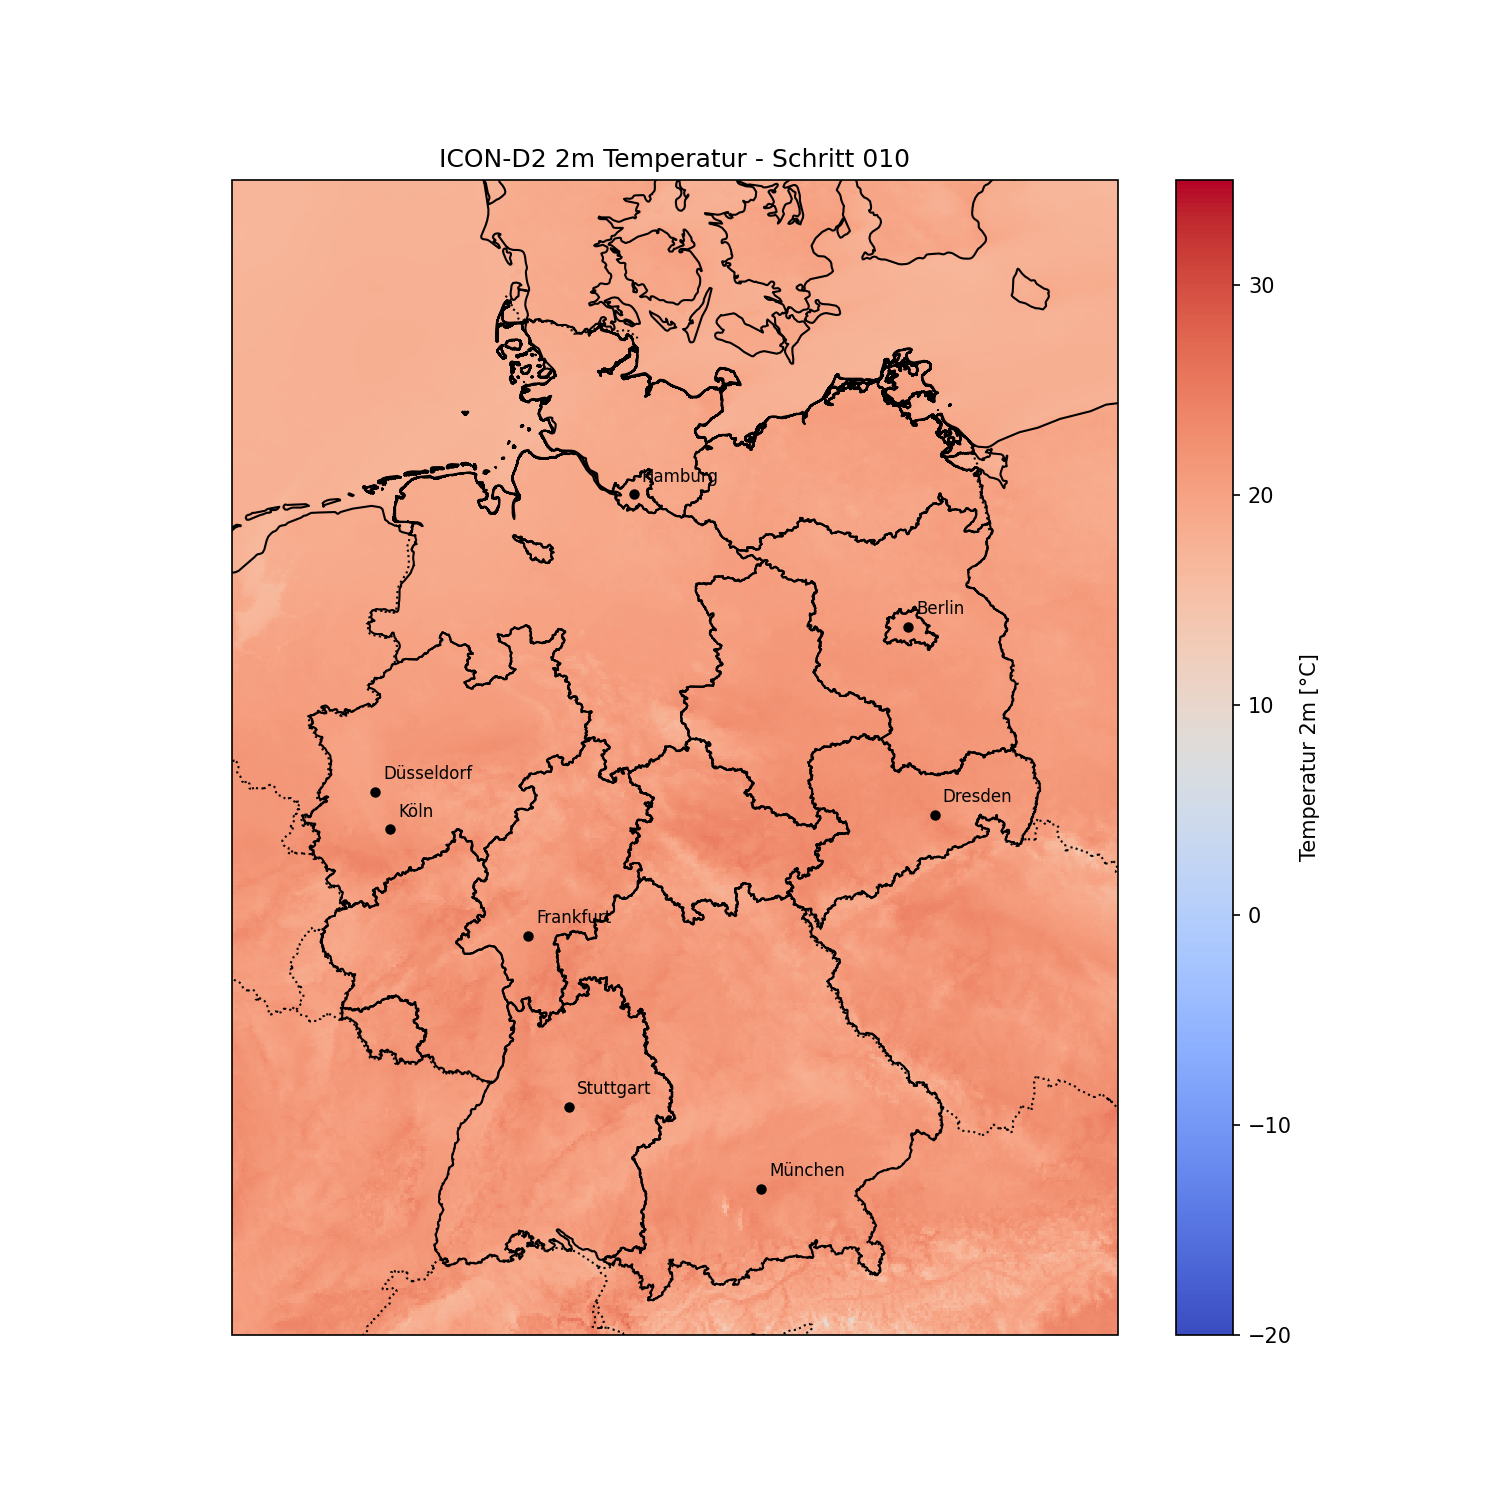 ICON-D2 2m Temperatur - Schritt 010
Hamburg
Berlin
Düsseldorf
Köln
Dresden
Frankfurt
Stuttgart
München
30
20
10
0
−10
−20
Temperatur 2m [°C]